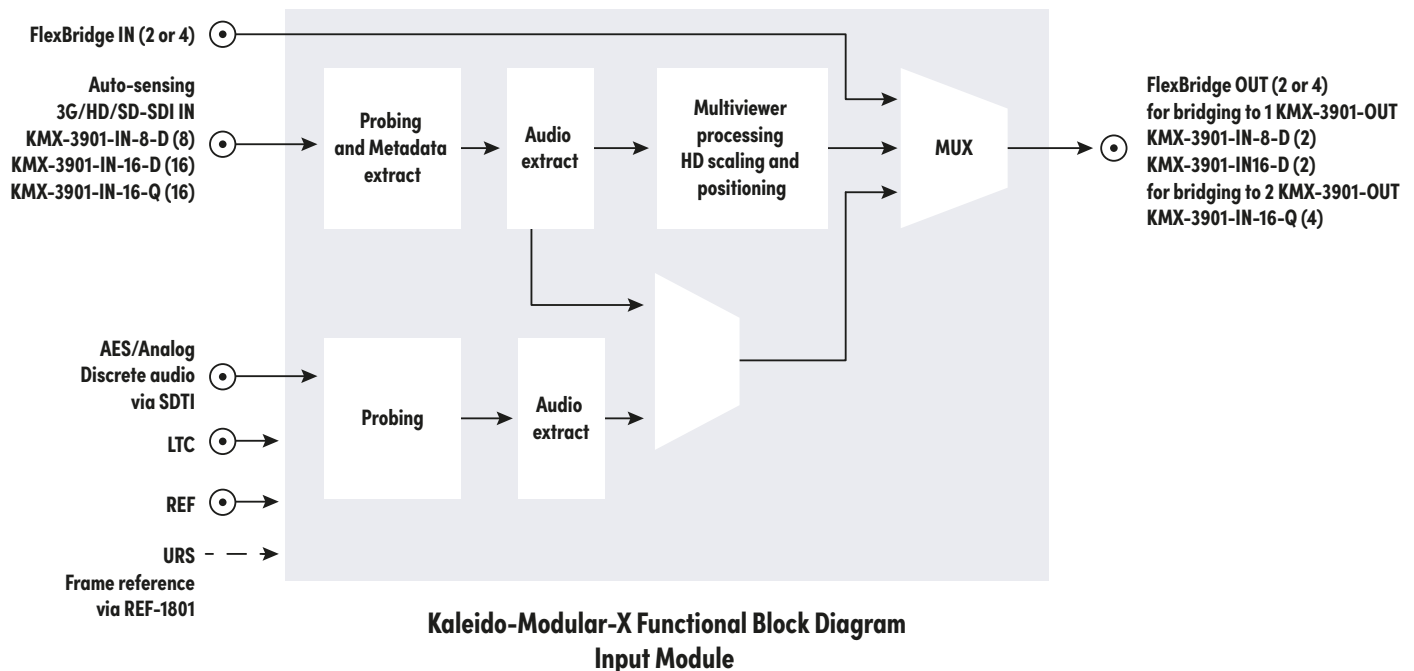 FlexBridge IN (2 or 4)
Auto-sensing
3G/HD/SD-SDI IN
KMX-3901-IN-8-D (8)
KMX-3901-IN-16-D (16)
KMX-3901-IN-16-Q (16)
Probing
and Metadata
extract
Audio
extract
Multiviewer
processing
HD scaling and
positioning
MUX
FlexBridge OUT (2 or 4)
for bridging to 1 KMX-3901-OUT
KMX-3901-IN-8-D (2)
KMX-3901-IN16-D (2)
for bridging to 2 KMX-3901-OUT
KMX-3901-IN-16-Q (4)
AES/Analog
Discrete audio
via SDTI
Probing
Audio
extract
LTC
REF
URS
Frame reference
via REF-1801
Kaleido-Modular-X Functional Block Diagram
Input Module